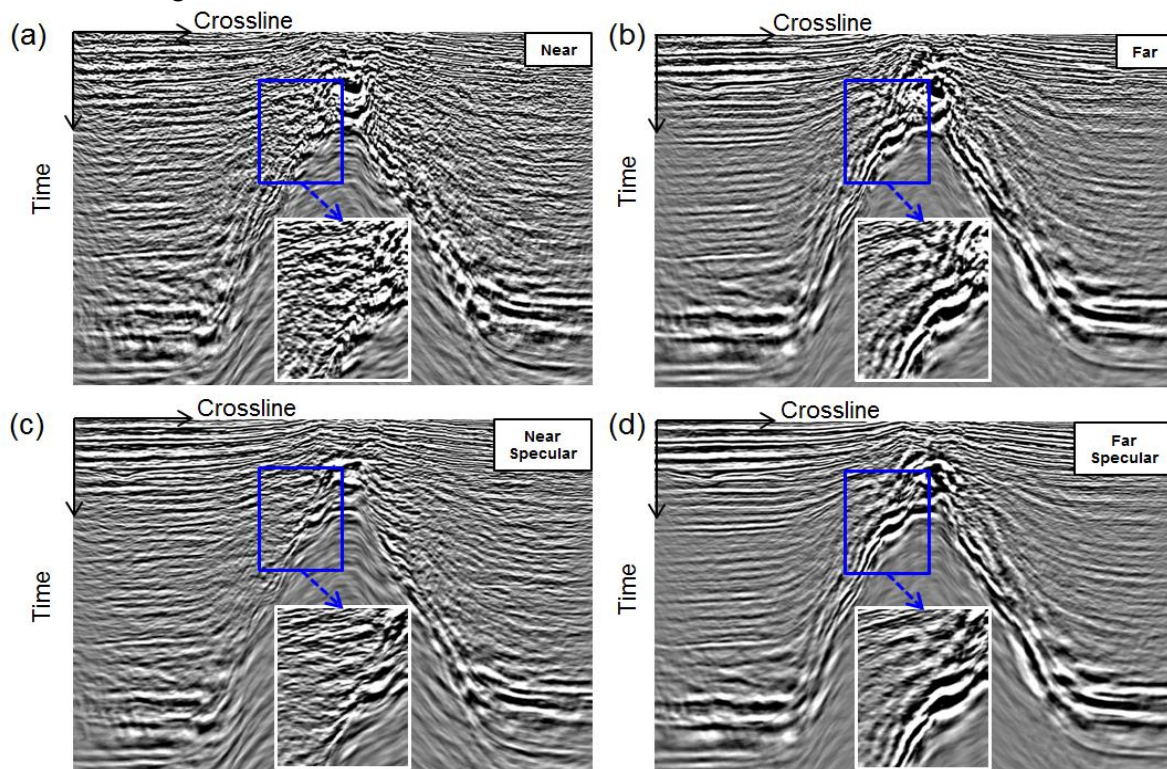 (a)
Crossline
Near
Time
(b)
Crossline
Far
Time
(c)
Crossline
Near
Specular
Time
(d)
Crossline
Far
Specular
Time